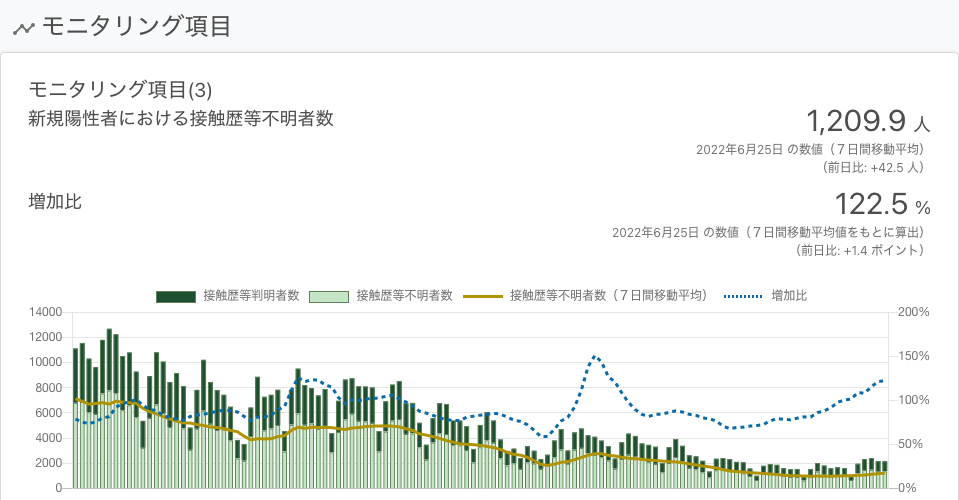 モニタリング項目
モニタリング項目(3)
新規陽性者における接触歴等不明者数
1,209.9 人
2022年6月25日 の数値（７日間移動平均）
（前日比: +42.5 人）
増加比
122.5 %
2022年6月25日 の数値（７日間移動平均値をもとに算出）
（前日比: +1.4 ポイント）
接触歴等判明者数 接触歴等不明者数 接触歴等不明者数（７日間移動平均） 増加比
14000 200%
12000
10000 150%
8000
100%
6000
4000 50%
2000
0 0%